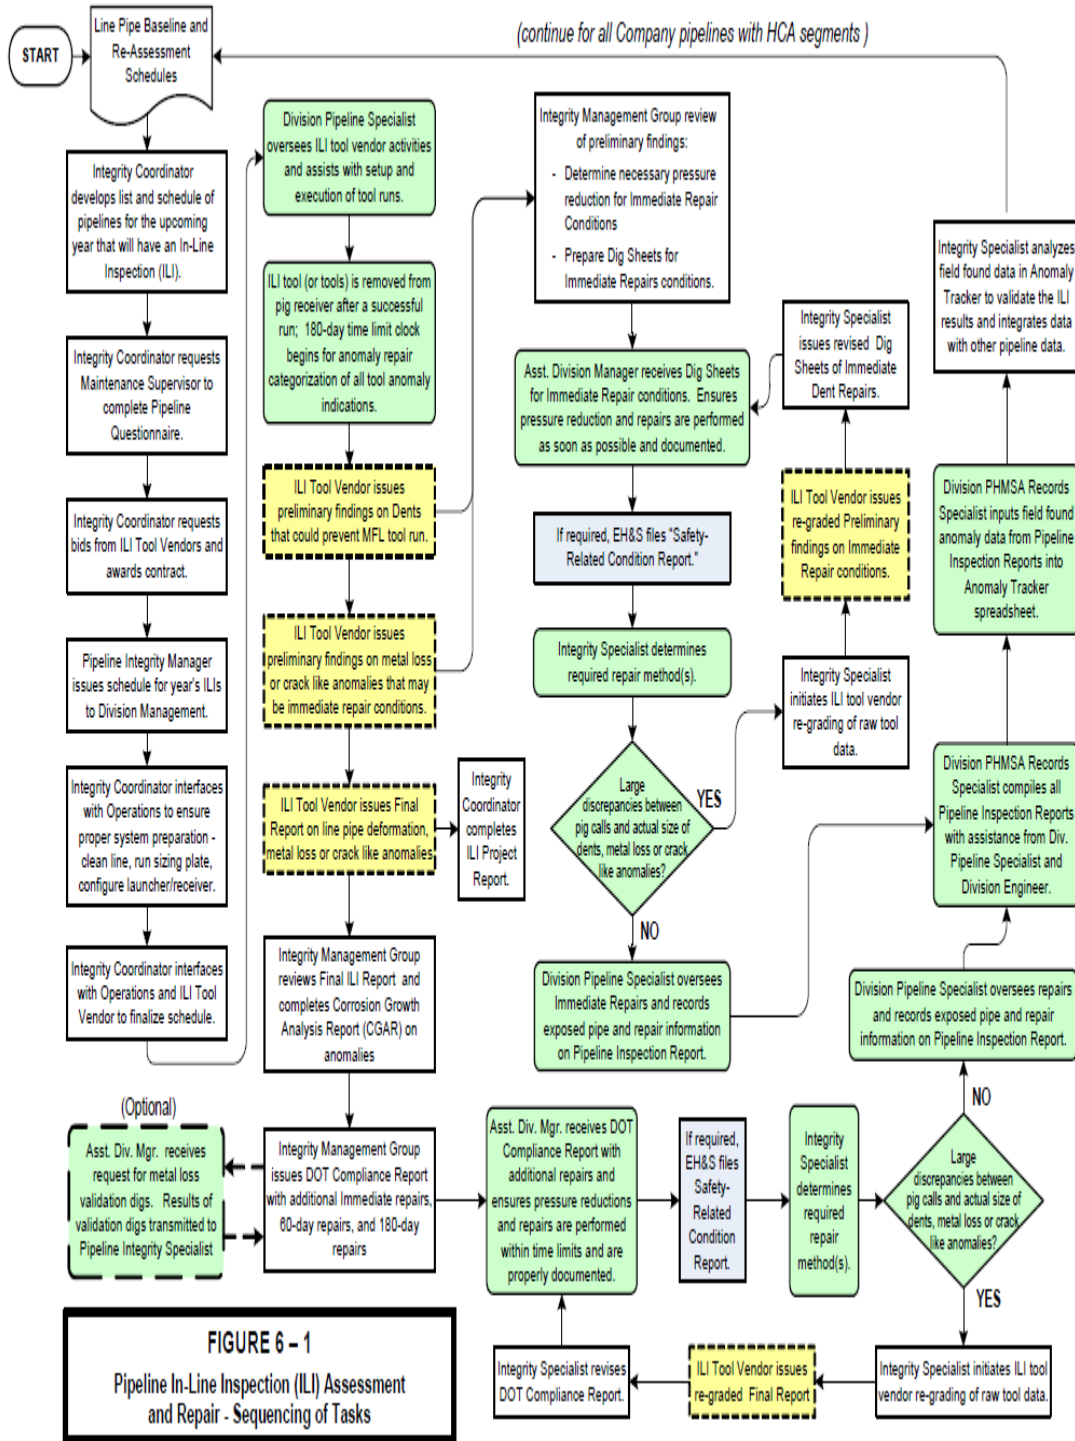 START
Line Pipe Baseline and
Re-Assessment
Schedules
(continue for all Company pipelines with HCA segments )
Integrity Coordinator
develops list and schedule of
pipelines for the upcoming
year that will have an In-Line
Inspection (ILI).
Integrity Coordinator requests
Maintenance Supervisor to
complete Pipeline
Questionnaire.
Integrity Coordinator requests
bids from ILI Tool Vendors and
awards contract.
Pipeline Integrity Manager
issues schedule for year's ILIs
to Division Management.
Integrity Coordinator interfaces
with Operations to ensure
proper system preparation -
clean line, run sizing plate,
configure launcher/receiver.
Integrity Coordinator interfaces
with Operations and ILI Tool
Vendor to finalize schedule.
Division Pipeline Specialist
oversees ILI tool vendor
activities and assists with setup
and execution of tool runs.
ILI tool (or tools) is removed from
pig receiver after a successful
run; 180-day time limit clock
begins for anomaly repair
categorization of all tool anomaly
indications.
ILI Tool Vendor issues
preliminary findings on Dents
that could prevent MFL tool run.
ILI Tool Vendor issues
preliminary findings on metal loss
or crack like anomalies that may
be immediate repair conditions.
ILI Tool Vendor issues Final
Report on line pipe deformation,
metal loss or crack like anomalies
Integrity
Coordinator
completes
ILI Project
Report.
Integrity Management Group
reviews Final ILI Report and
completes Corrosion Growth
Analysis Report (CGAR) on
anomalies
Integrity Management Group
issues DOT Compliance Report
with additional Immediate repairs,
60-day repairs, and 180-day
repairs
(Optional)
Asst. Div. Mgr. receives
request for metal loss
validation digs. Results of
validation digs transmitted to
Pipeline Integrity Specialist
Integrity Management Group review
of preliminary findings:
- Determine necessary pressure
reduction for Immediate Repair
Conditions
- Prepare Dig Sheets for
Immediate Repairs conditions.
Asst. Division Manager receives Dig Sheets
for Immediate Repair conditions. Ensures
pressure reduction and repairs are performed
as soon as possible and documented.
If required, EH&S files "Safety-
Related Condition Report."
Integrity Specialist determines
required repair method(s).
Large
discrepancies between
pig calls and actual size of
dents, metal loss or crack
like anomalies?
YES
NO
Integrity Specialist
initiates ILI tool vendor
re-grading of raw tool
data.
ILI Tool Vendor issues
re-graded Preliminary
findings on Immediate
Repair conditions.
Integrity Specialist
issues revised Dig
Sheets of Immediate
Dent Repairs.
Division Pipeline Specialist oversees
Immediate Repairs and records
exposed pipe and repair information
on Pipeline Inspection Report.
Integrity Specialist analyzes
field found data in Anomaly
Tracker to validate the ILI
results and integrates data
with other pipeline data.
Division PHMSA Records
Specialist inputs field found
anomaly data from Pipeline
Inspection Reports into
Anomaly Tracker
spreadsheet.
Division PHMSA Records
Specialist compiles all
Pipeline Inspection Reports
with assistance from Div.
Pipeline Specialist and
Division Engineer.
Division Pipeline Specialist oversees repairs
and records exposed pipe and repair
information on Pipeline Inspection Report.
NO
Asst. Div. Mgr. receives DOT
Compliance Report with
additional repairs and
ensures pressure reductions
and repairs are performed
within time limits and are
properly documented.
If required,
EH&S files
Safety-
Related
Condition
Report.
Integrity
Specialist
determines
required
repair
method(s).
Large
discrepancies between
pig calls and actual size of
dents, metal loss or crack
like anomalies?
YES
Integrity Specialist initiates ILI tool
vendor re-grading of raw tool data.
ILI Tool Vendor issues
re-graded Final Report
Integrity Specialist revises
DOT Compliance Report.
FIGURE 6 – 1
Pipeline In-Line Inspection (ILI) Assessment
and Repair - Sequencing of Tasks